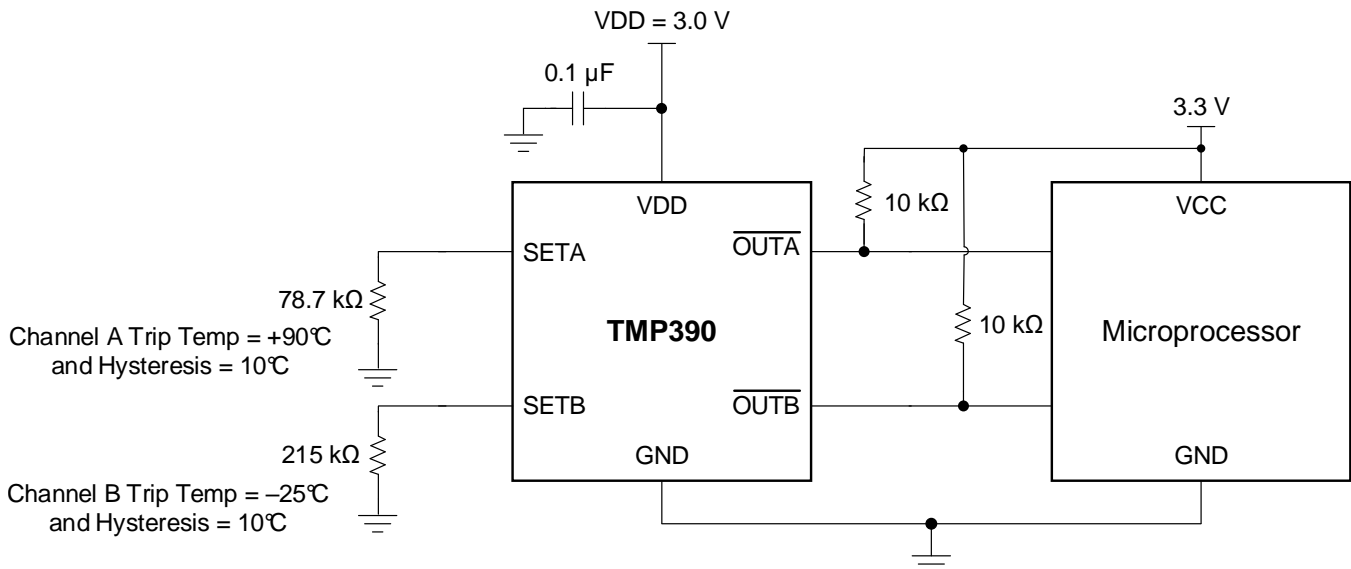 VDD = 3.0 V
0.1 µF
3.3 V
VDD
10 kΩ
VCC
SETA
OUTA
78.7 kΩ
Channel A Trip Temp = +90℃
and Hysteresis = 10℃
TMP390
10 kΩ
Microprocessor
SETB
OUTB
215 kΩ
GND
GND
Channel B Trip Temp = –25℃
and Hysteresis = 10℃